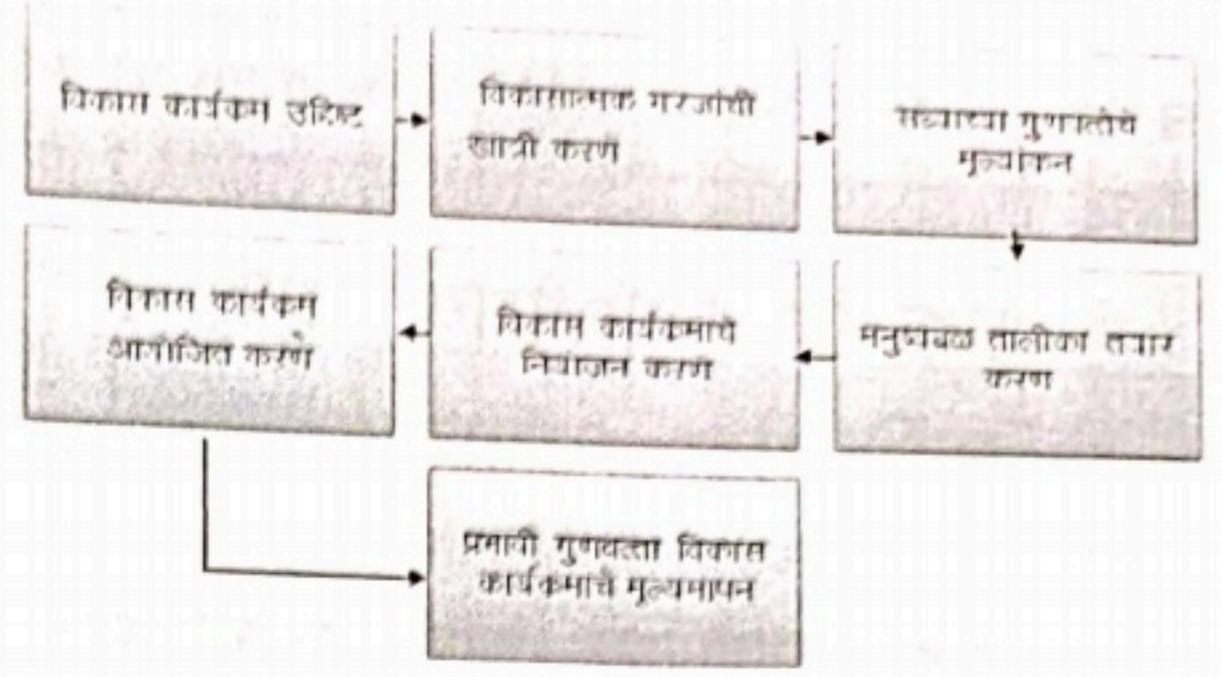 विकास कार्यक्रम उद्दिष्ट
विकासात्मक गरजांची
खात्री करणे
सध्याच्या गुणवत्तेचे
मूल्यांकन
मनुष्यबळ तालीका तयार
करणे
विकास कार्यक्रमाचे
नियोजन करणे
विकास कार्यक्रम
आयोजित करणे
प्रभावी गुणवत्ता विकास
कार्यक्रमांचे मूल्यमापन